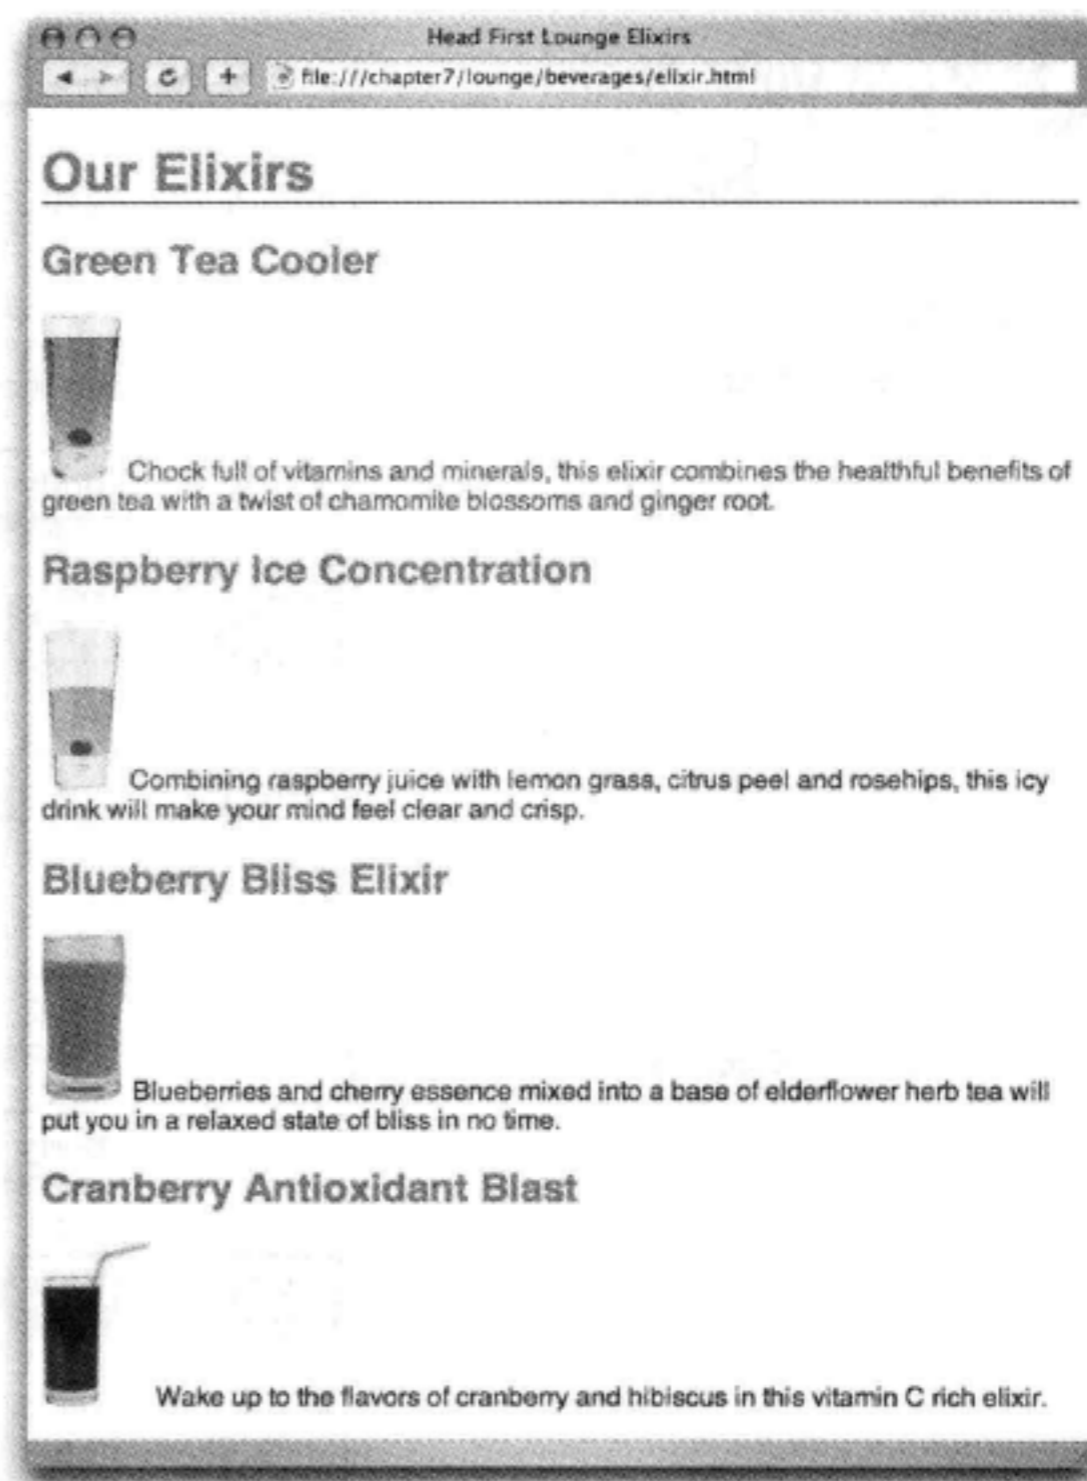 Head First Lounge Elixirs
file:///chapter7/lounge/beverages/elixir.html
Our Elixirs
Green Tea Cooler
Chock full of vitamins and minerals, this elixir combines the healthful benefits of
green tea with a twist of chamomile blossoms and ginger root.
Raspberry Ice Concentration
Combining raspberry juice with lemon grass, citrus peel and rosehips, this icy
drink will make your mind feel clear and crisp.
Blueberry Bliss Elixir
Blueberries and cherry essence mixed into a base of elderflower herb tea will
put you in a relaxed state of bliss in no time.
Cranberry Antioxidant Blast
Wake up to the flavors of cranberry and hibiscus in this vitamin C rich elixir.